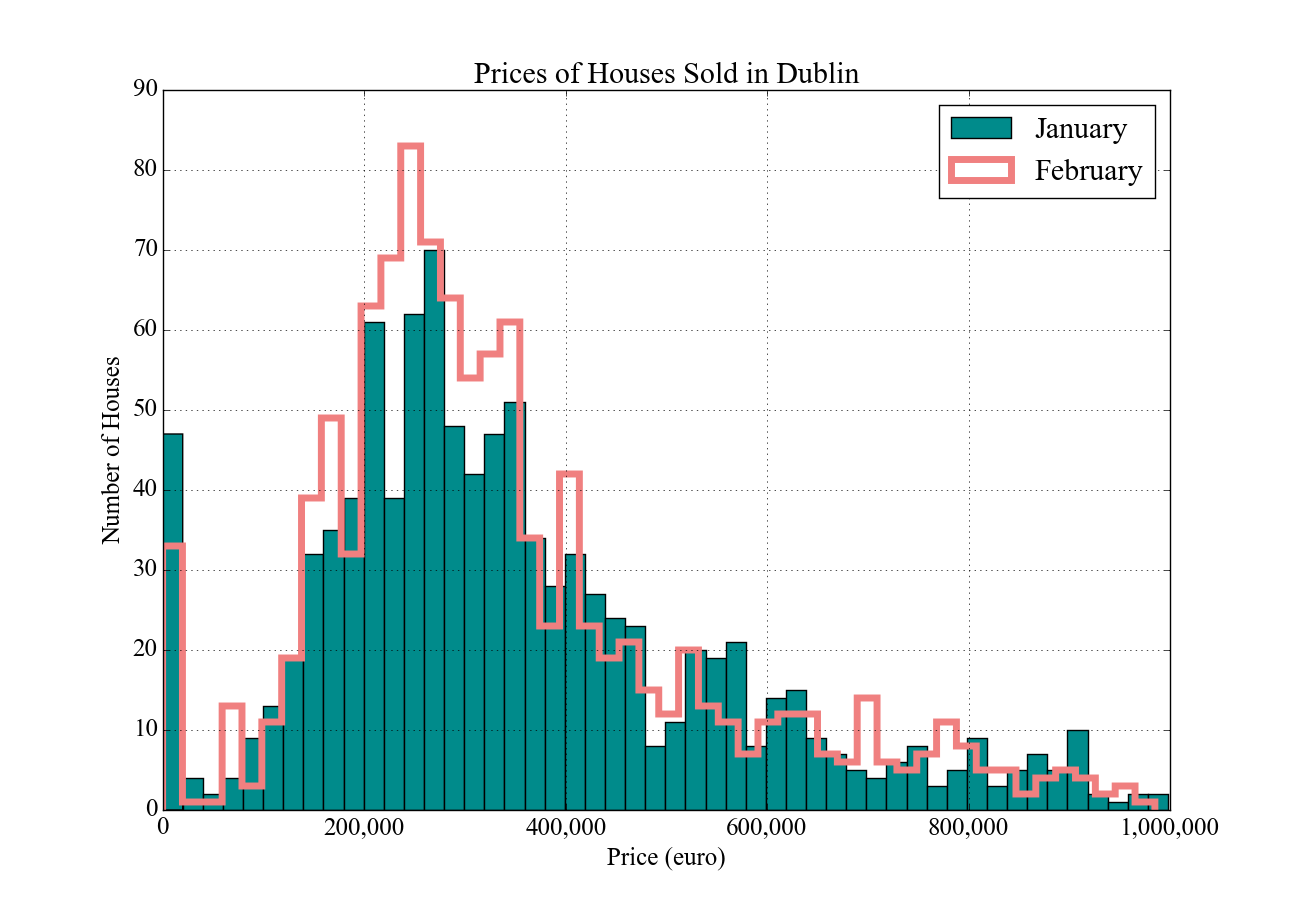 Prices of Houses Sold in Dublin
January
February
90
80
70
60
50
40
30
20
10
0
Number of Houses
0 200,000 400,000 600,000 800,000 1,000,000
Price (euro)